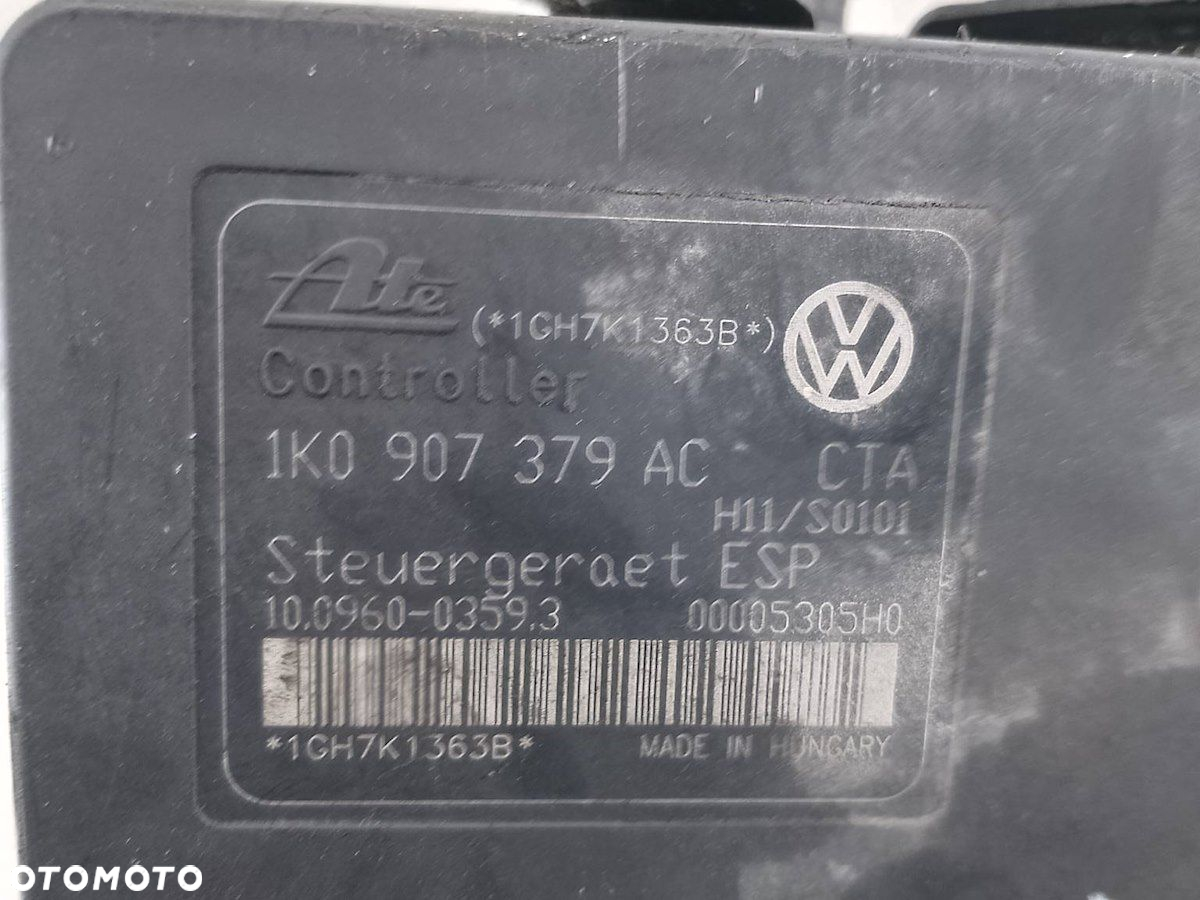 Ate
(*1GH7K1363B*)
Controller
1K0 907 379 AC CTA
H11/S0101
Steuergeraet ESP
10.0960-0359.3 00005305H0
*1GH7K1363B* MADE IN HUNGARY
OTOMOTO